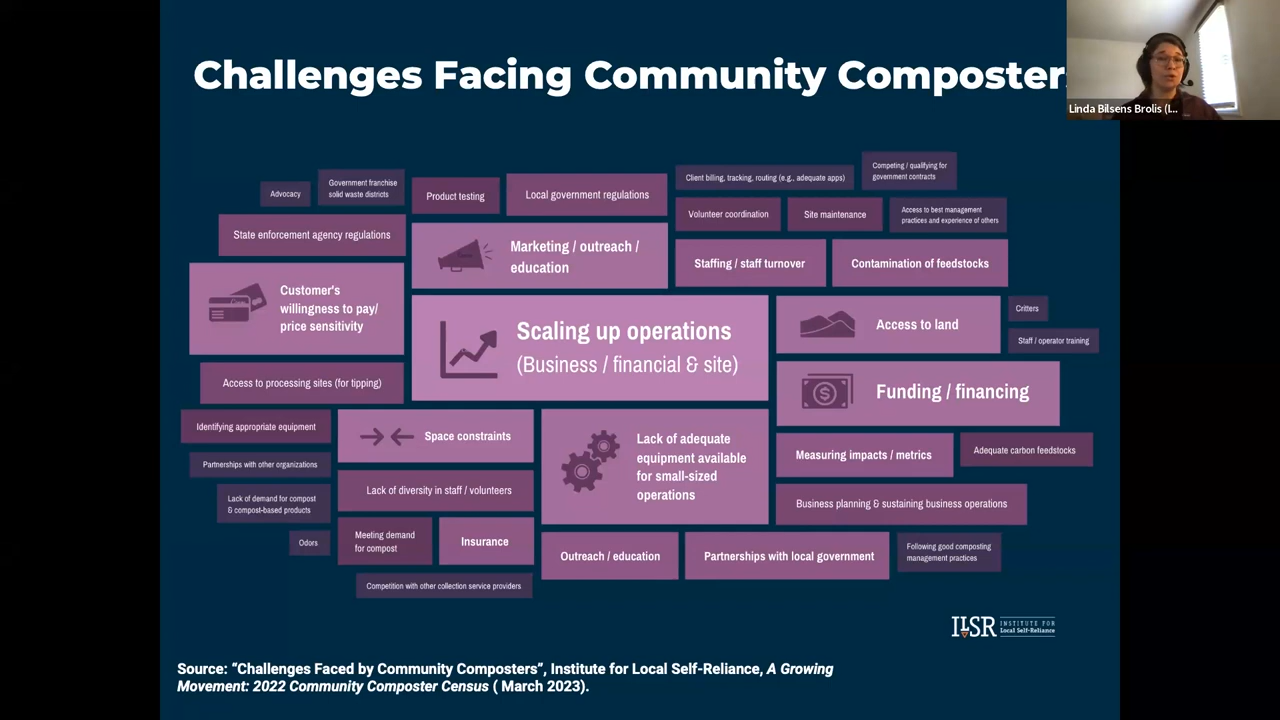 Challenges Facing Community Composters
Linda Bilsens Brolis (I...
Advocacy
Government franchise
solid waste districts
Product testing
Local government regulations
Client billing, tracking, routing (e.g., adequate apps)
Competing / qualifying for
government contracts
State enforcement agency regulations
Marketing / outreach /
education
Volunteer coordination
Site maintenance
Access to best management
practices and experience of others
Staffing / staff turnover
Contamination of feedstocks
Customer's
willingness to pay/
price sensitivity
Scaling up operations
(Business / financial & site)
Access to land
Critters
Staff / operator training
Access to processing sites (for tipping)
Funding / financing
Identifying appropriate equipment
Space constraints
Lack of adequate
equipment available
for small-sized
operations
Measuring impacts / metrics
Adequate carbon feedstocks
Partnerships with other organizations
Lack of diversity in staff / volunteers
Business planning & sustaining business operations
Lack of demand for compost
& compost-based products
Odors
Meeting demand
for compost
Insurance
Outreach / education
Partnerships with local government
Following good composting
management practices
Competition with other collection service providers
ILSR
INSTITUTE FOR
Local Self-Reliance
Source: “Challenges Faced by Community Composters”, Institute for Local Self-Reliance, A Growing
Movement: 2022 Community Composter Census ( March 2023).